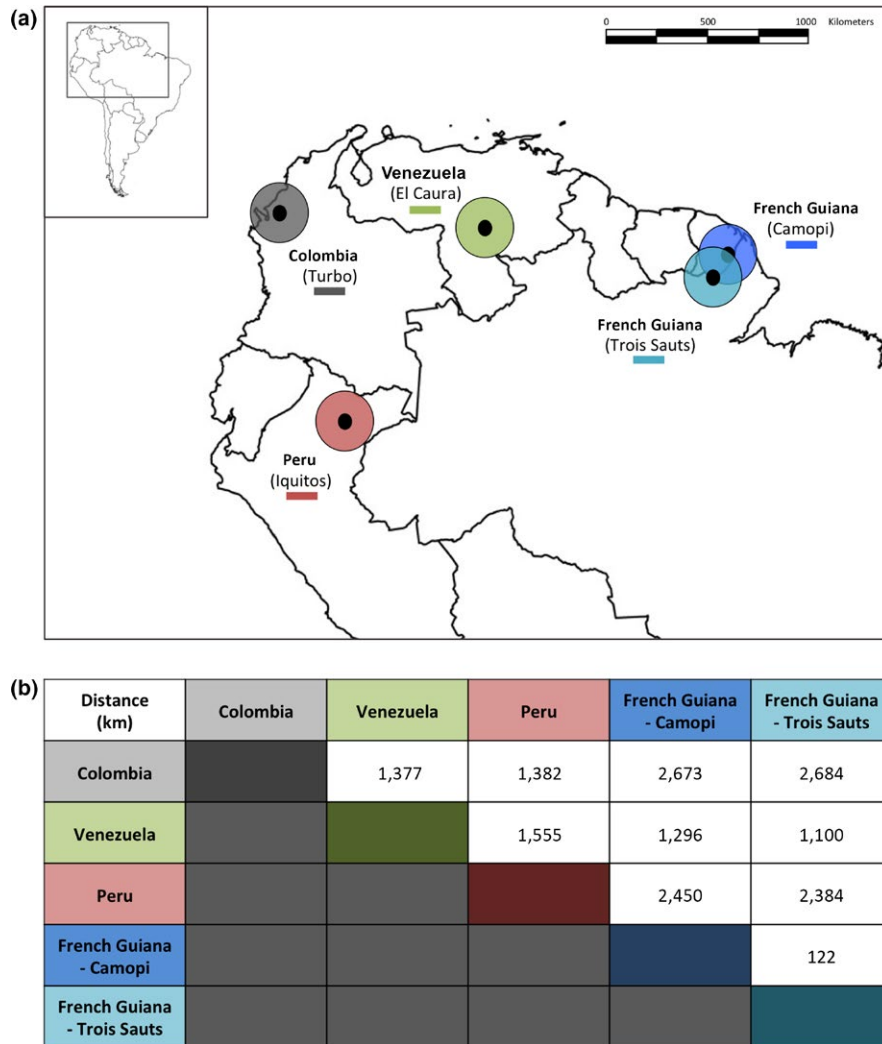 (a)
0 500 1000 Kilometers
Venezuela
(El Caura)
French Guiana
(Camopi)
Colombia
(Turbo)
French Guiana
(Trois Sauts)
Peru
(Iquitos)
(b)
Distance
(km)
Colombia
Venezuela
Peru
French Guiana
- Camopi
French Guiana
- Trois Sauts
Colombia
1,377
1,382
2,673
2,684
Venezuela
1,555
1,296
1,100
Peru
2,450
2,384
French Guiana
- Camopi
122
French Guiana
- Trois Sauts